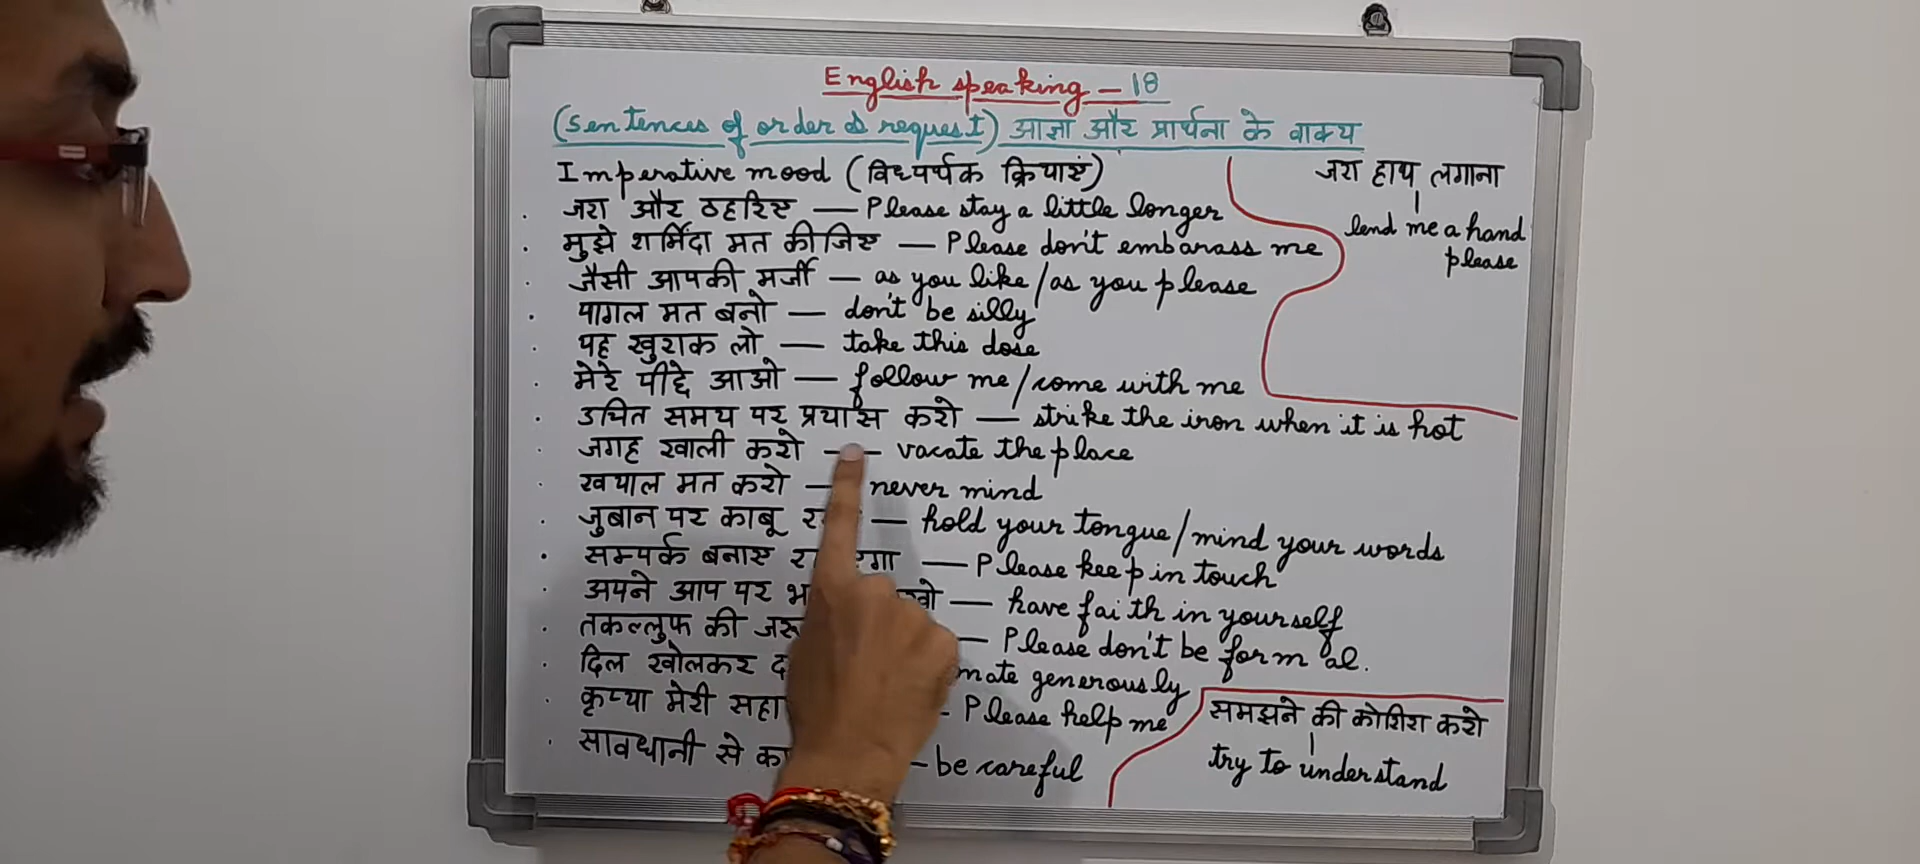 English speaking – 18
(Sentences of order & request) आज्ञा और प्रार्थना के वाक्य
Imperative mood (विध्यर्थक क्रियाएं)
जरा और ठहरिए — Please stay a little longer
मुझे शर्मिंदा मत कीजिए — Please don't embarass me
जैसी आपकी मर्जी — as you like/as you please
पागल मत बनो — don't be silly
यह खुराक लो — take this dose
मेरे पीछे आओ — follow me/come with me
उचित समय पर प्रयास करो — strike the iron when it is hot
जगह खाली करो — vacate the place
खयाल मत करो — never mind
जुबान पर काबू — hold your tongue/mind your words
सम्पर्क बनाए — Please keep in touch
अपने आप पर — have faith in yourself
तकल्लुफ की — Please don't be formal.
दिल खोलकर generously
कृप्या मेरी — Please help me
सावधानी से — be careful
जरा हाथ लगाना
lend me a hand
please
समझने की कोशिश करो
try to understand